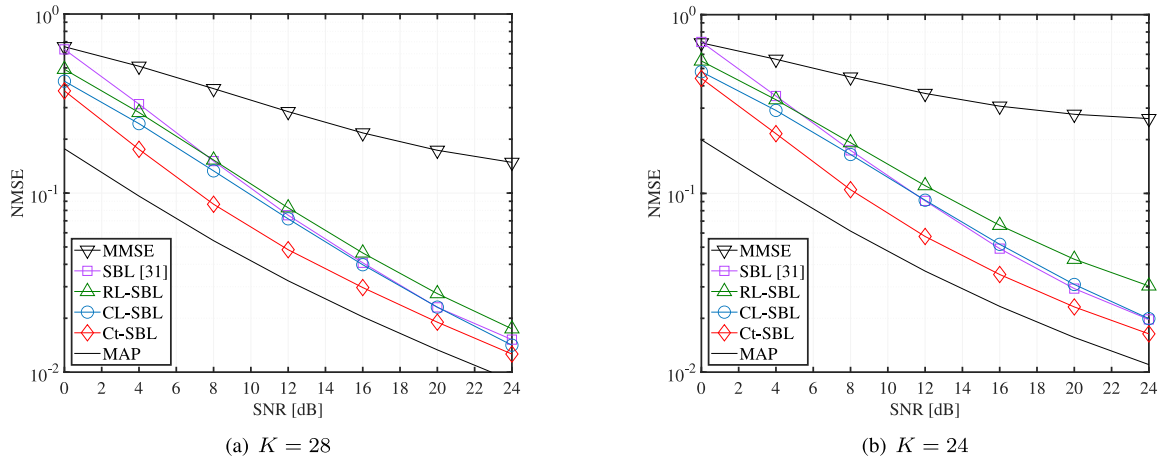 10^0
10^-1
10^-2
NMSE
0 2 4 6 8 10 12 14 16 18 20 22 24
SNR [dB]
MMSE
SBL [31]
RL-SBL
CL-SBL
Ct-SBL
MAP
(a) K = 28
10^0
10^-1
10^-2
NMSE
0 2 4 6 8 10 12 14 16 18 20 22 24
SNR [dB]
MMSE
SBL [31]
RL-SBL
CL-SBL
Ct-SBL
MAP
(b) K = 24